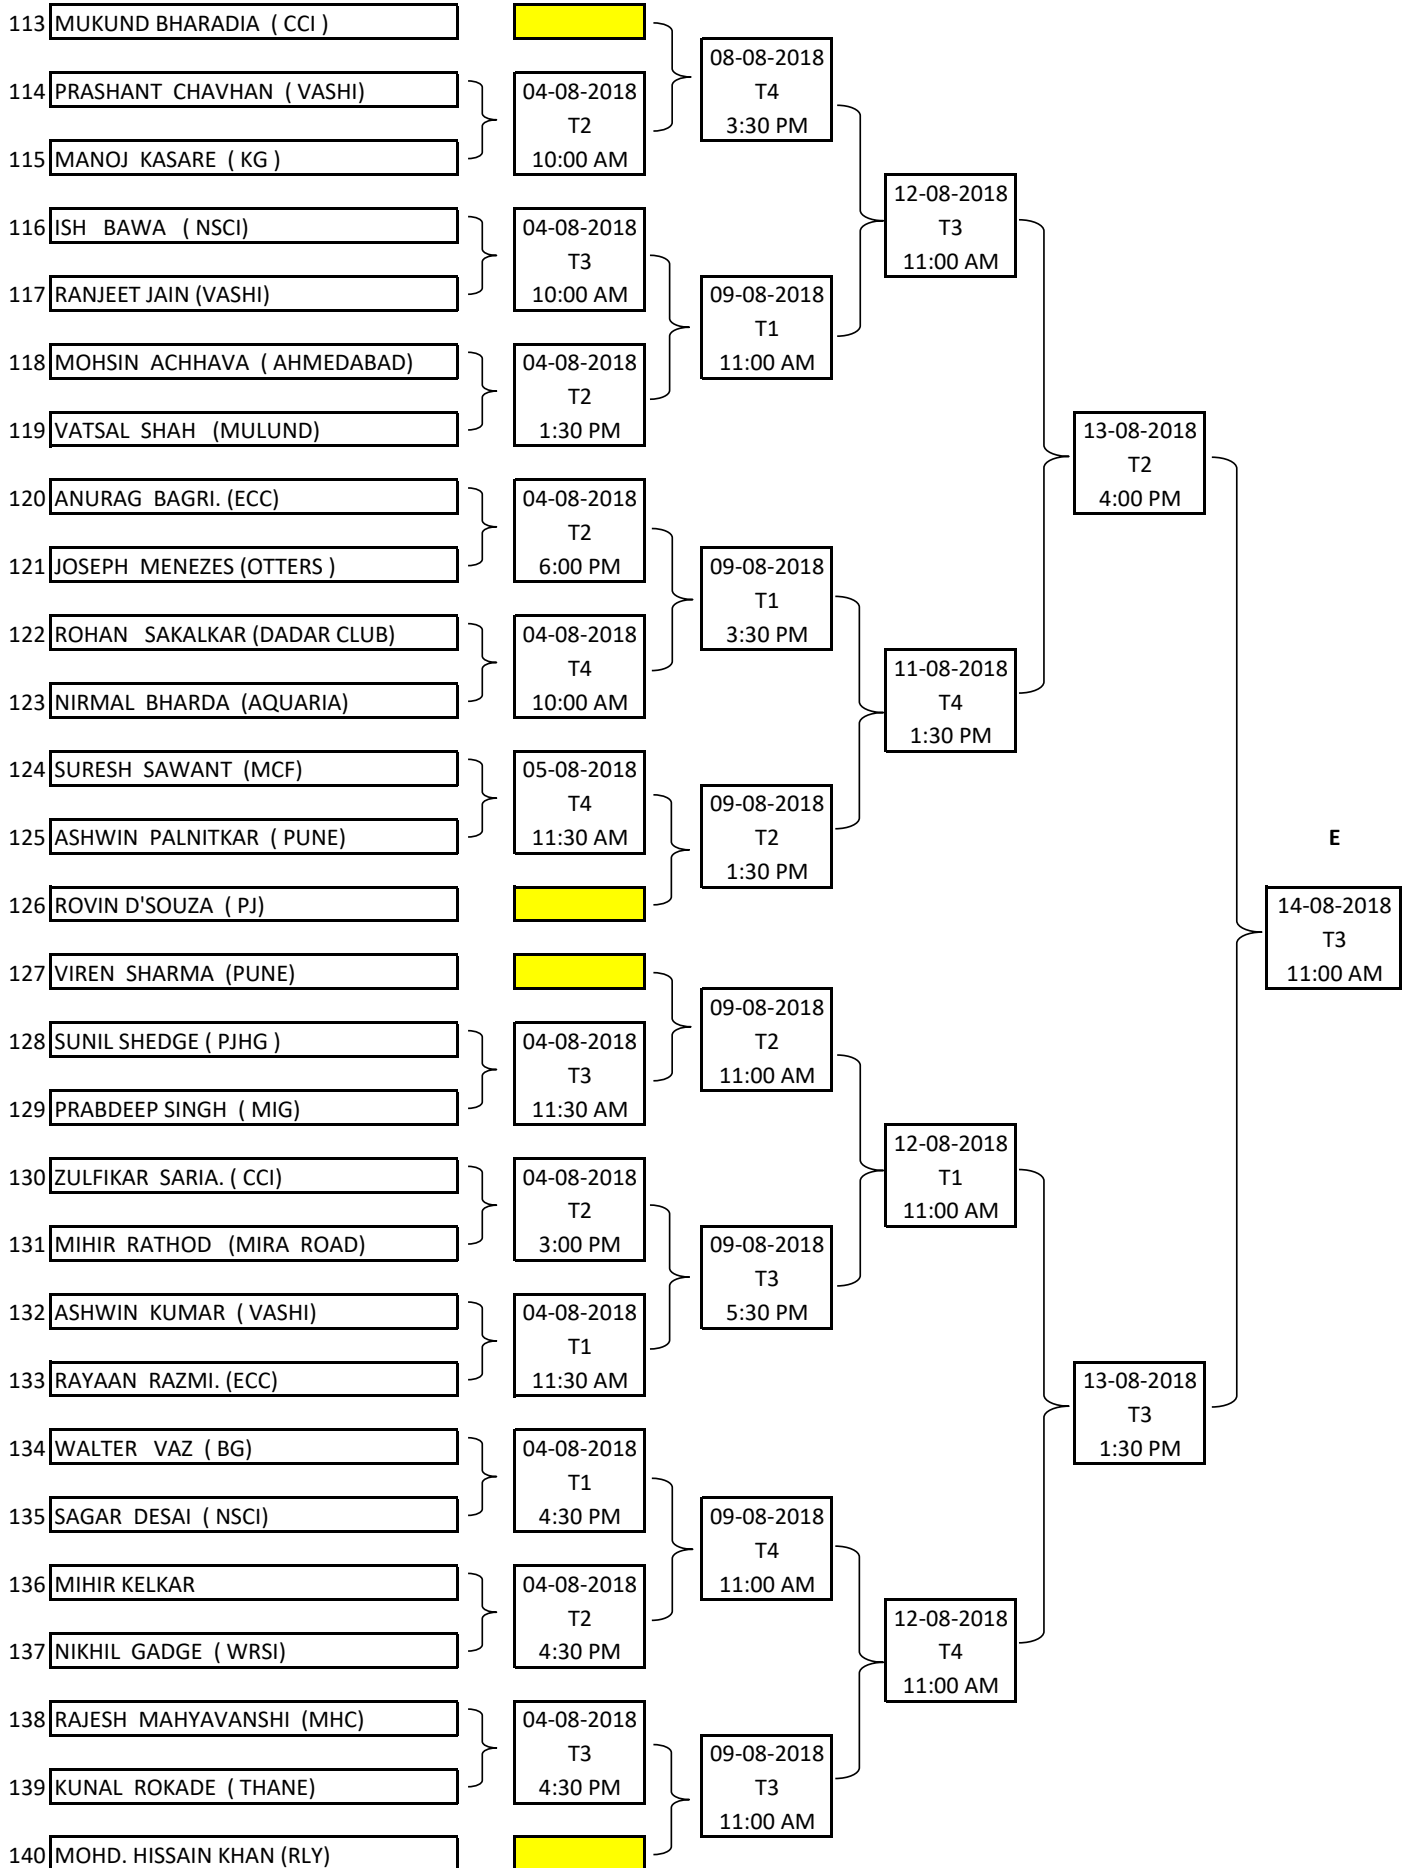 113 MUKUND BHARADIA ( CCI )
08-08-2018
114 PRASHANT CHAVHAN ( VASHI) 04-08-2018 T4
T2 3:30 PM
115 MANOJ KASARE ( KG ) 10:00 AM
12-08-2018
116 ISH BAWA ( NSCI) 04-08-2018 T3
T3 11:00 AM
117 RANJEET JAIN (VASHI) 10:00 AM 09-08-2018
T1
118 MOHSIN ACHHAVA ( AHMEDABAD) 04-08-2018 11:00 AM
T2
119 VATSAL SHAH (MULUND) 1:30 PM 13-08-2018
T2
120 ANURAG BAGRI. (ECC) 04-08-2018 4:00 PM
T2
121 JOSEPH MENEZES (OTTERS ) 6:00 PM 09-08-2018
T1
122 ROHAN SAKALKAR (DADAR CLUB) 04-08-2018 3:30 PM
T4 11-08-2018
123 NIRMAL BHARDA (AQUARIA) 10:00 AM T4
1:30 PM
124 SURESH SAWANT (MCF) 05-08-2018
T4 09-08-2018
125 ASHWIN PALNITKAR ( PUNE) 11:30 AM T2 E
1:30 PM
126 ROVIN D'SOUZA ( PJ) 14-08-2018
T3
127 VIREN SHARMA (PUNE) 11:00 AM
09-08-2018
128 SUNIL SHEDGE ( PJHG ) 04-08-2018 T2
T3 11:00 AM
129 PRABDEEP SINGH ( MIG) 11:30 AM
12-08-2018
130 ZULFIKAR SARIA. ( CCI) 04-08-2018 T1
T2 11:00 AM
131 MIHIR RATHOD (MIRA ROAD) 3:00 PM 09-08-2018
T3
132 ASHWIN KUMAR ( VASHI) 04-08-2018 5:30 PM
T1
133 RAYAAN RAZMI. (ECC) 11:30 AM 13-08-2018
T3
134 WALTER VAZ ( BG) 04-08-2018 1:30 PM
T1
135 SAGAR DESAI ( NSCI) 4:30 PM 09-08-2018
T4
136 MIHIR KELKAR 04-08-2018 11:00 AM
T2 12-08-2018
137 NIKHIL GADGE ( WRSI) 4:30 PM T4
11:00 AM
138 RAJESH MAHYAVANSHI (MHC) 04-08-2018
T3 09-08-2018
139 KUNAL ROKADE ( THANE) 4:30 PM T3
11:00 AM
140 MOHD. HISSAIN KHAN (RLY)